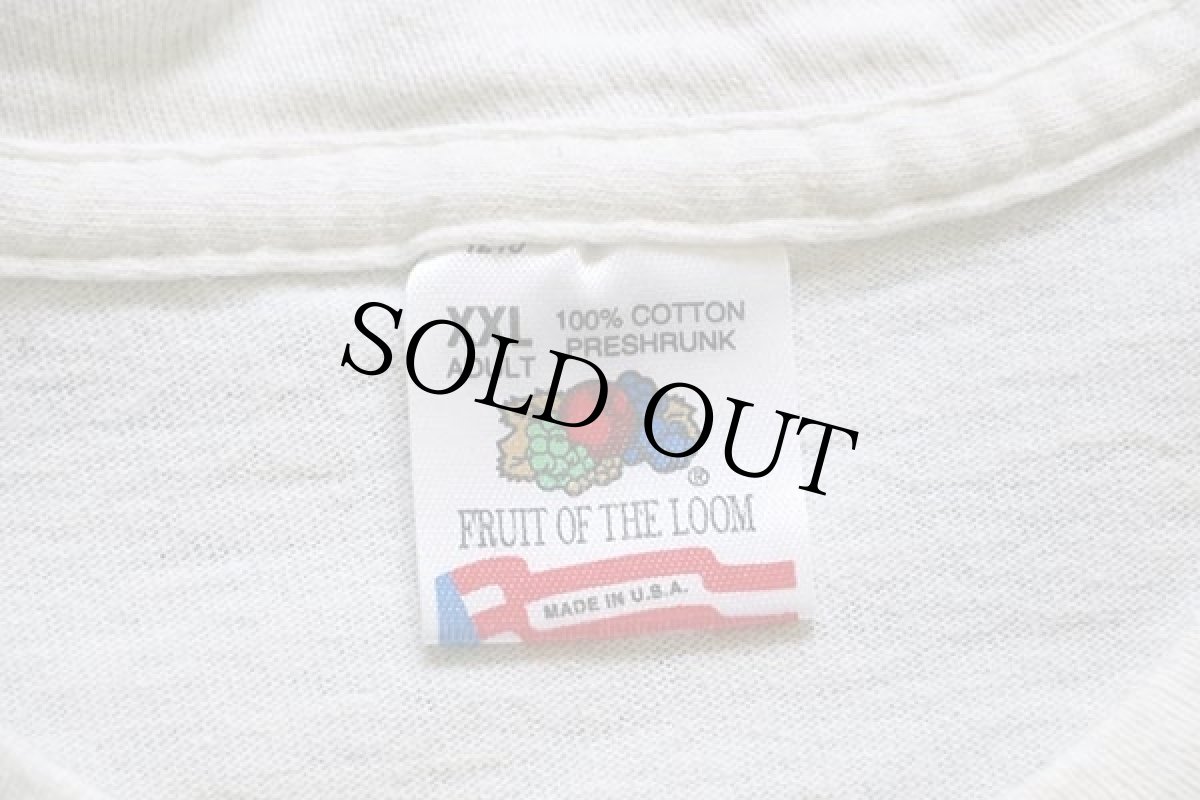 XXL
ADULT
100% COTTON
PRESHRUNK
SOLD OUT
®
FRUIT OF THE LOOM
MADE IN U.S.A.